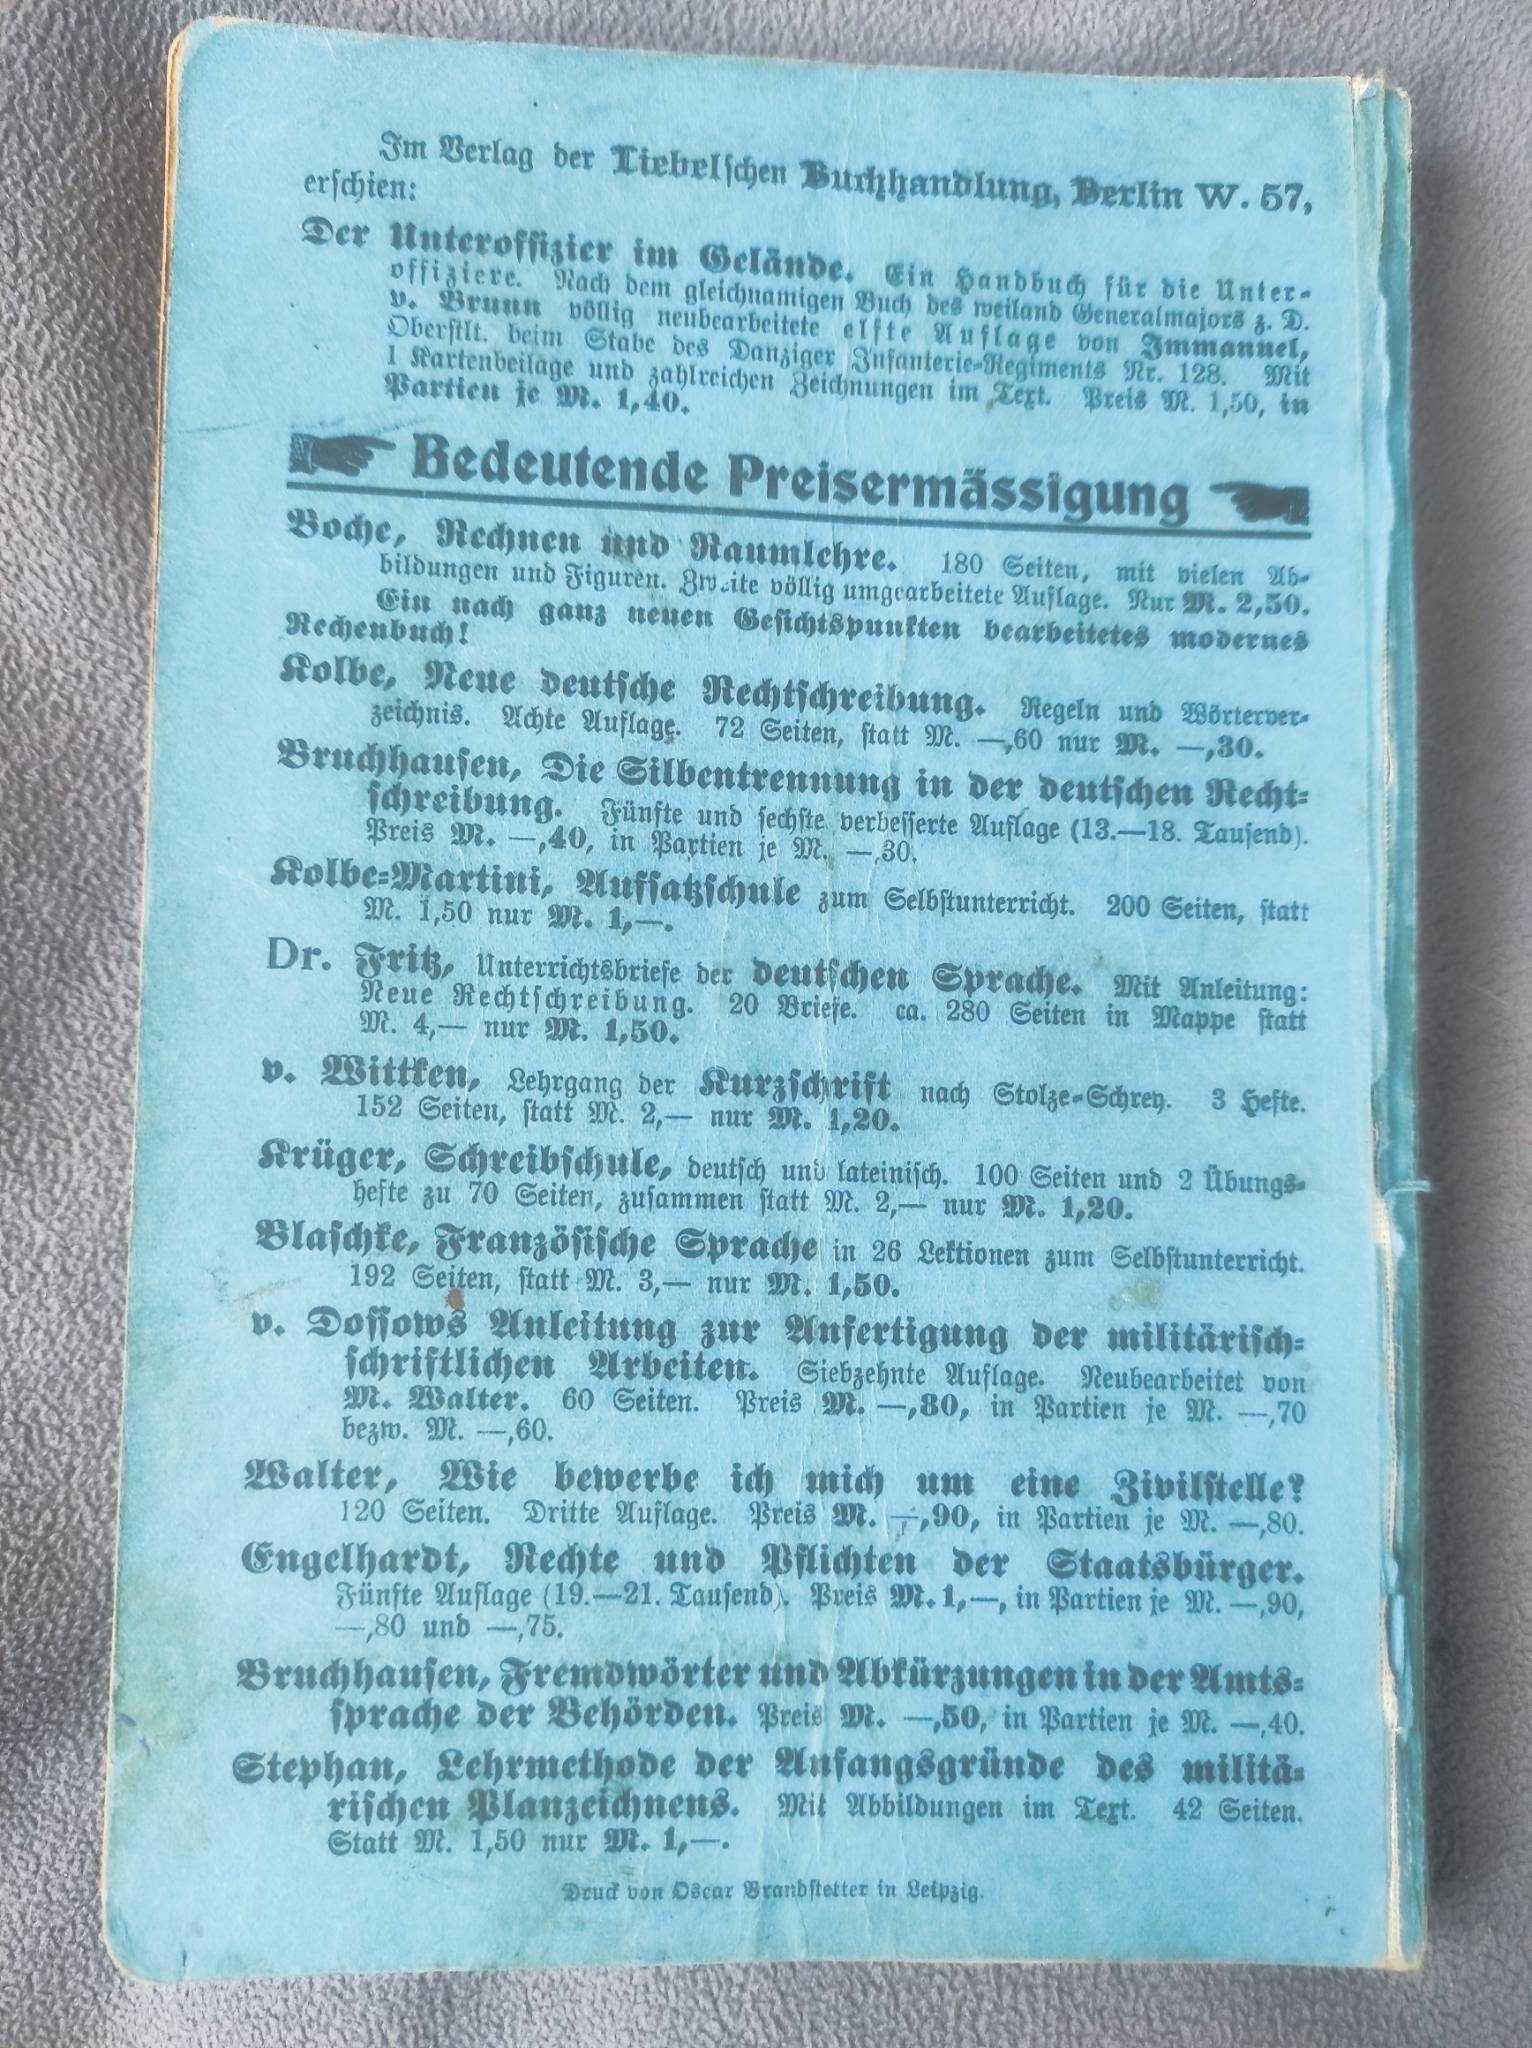 Im Verlag der Liebelschen Buchhandlung, Berlin W. 57,
erschien:
Der Unteroffizier im Gelände. Ein Handbuch für die Unter-
offiziere. Nach dem gleichnamigen Buch des weiland Generalmajors z. D.
v. Brunn völlig neubearbeitete elfte Auflage von Immanuel,
Oberstlt. beim Stabe des Danziger Infanterie-Regiments Nr. 128. Mit
1 Kartenbeilage und zahlreichen Zeichnungen im Text. Preis M. 1,50, in
Partien je M. 1,40.
Bedeutende Preisermässigung
Boche, Rechnen und Raumlehre. 180 Seiten, mit vielen Ab-
bildungen und Figuren. Zweite völlig umgearbeitete Auflage. Nur M. 2,50.
Ein nach ganz neuen Gesichtspunkten bearbeitetes modernes
Rechenbuch!
Kolbe, Neue deutsche Rechtschreibung. Regeln und Wörterver-
zeichnis. Achte Auflage. 72 Seiten, statt M. —,60 nur M. —,30.
Bruchhausen, Die Silbentrennung in der deutschen Recht-
schreibung. Fünfte und sechste verbesserte Auflage (13.—18. Tausend).
Preis M. —,40, in Partien je M. —,30.
Kolbe-Martini, Aufsatzschule zum Selbstunterricht. 200 Seiten, statt
M. 1,50 nur M. 1,—.
Dr. Fritz, Unterrichtsbriefe der deutschen Sprache. Mit Anleitung:
Neue Rechtschreibung. 20 Briefe. ca. 280 Seiten in Mappe statt
M. 4,— nur M. 1,50.
v. Wittken, Lehrgang der Kurzschrift nach Stolze-Schrey. 3 Hefte.
152 Seiten, statt M. 2,— nur M. 1,20.
Krüger, Schreibschule, deutsch und lateinisch. 100 Seiten und 2 Übungs-
hefte zu 70 Seiten, zusammen statt M. 2,— nur M. 1,20.
Blaschke, Französische Sprache in 26 Lektionen zum Selbstunterricht.
192 Seiten, statt M. 3,— nur M. 1,50.
v. Dossows Anleitung zur Anfertigung der militärisch-
schriftlichen Arbeiten. Siebzehnte Auflage. Neubearbeitet von
M. Walter. 60 Seiten. Preis M. —,80, in Partien je M. —,70
bezw. M. —,60.
Walter, Wie bewerbe ich mich um eine Zivilstelle?
120 Seiten. Dritte Auflage. Preis M. —,90, in Partien je M. —,80.
Engelhardt, Rechte und Pflichten der Staatsbürger.
Fünfte Auflage (19.—21. Tausend). Preis M. 1,—, in Partien je M. —,90,
—,80 und —,75.
Bruchhausen, Fremdwörter und Abkürzungen in der Amts-
sprache der Behörden. Preis M. —,50, in Partien je M. —,40.
Stephan, Lehrmethode der Anfangsgründe des militä-
rischen Planzeichnens. Mit Abbildungen im Text. 42 Seiten.
Statt M. 1,50 nur M. 1,—.
Druck von Oscar Brandstetter in Leipzig.